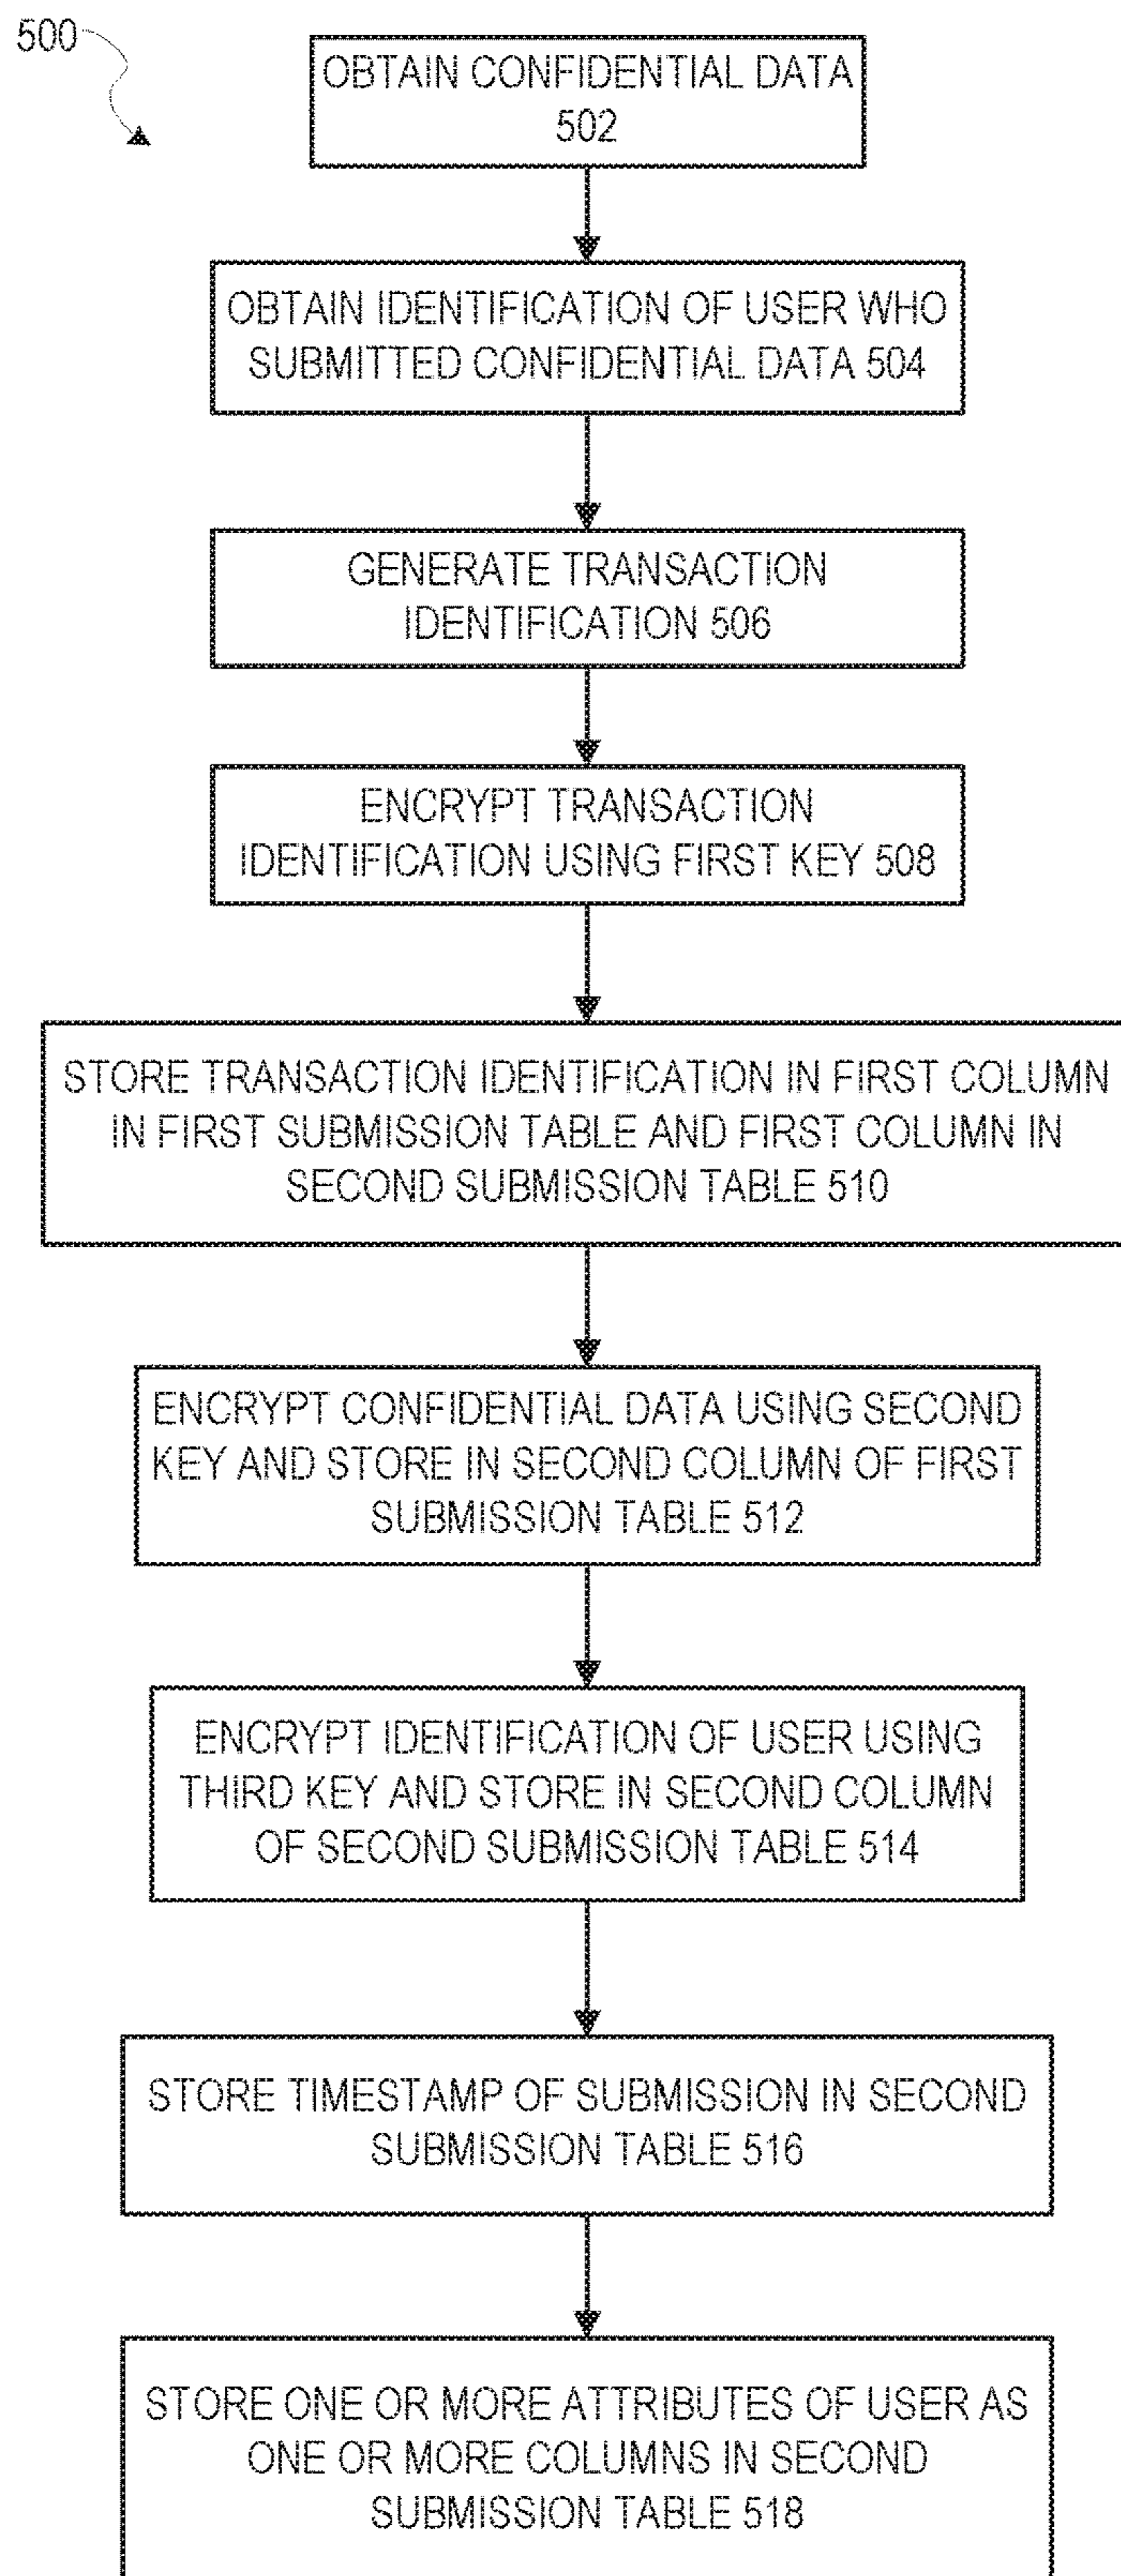 500
OBTAIN CONFIDENTIAL DATA
502
OBTAIN IDENTIFICATION OF USER WHO
SUBMITTED CONFIDENTIAL DATA 504
GENERATE TRANSACTION
IDENTIFICATION 506
ENCRYPT TRANSACTION
IDENTIFICATION USING FIRST KEY 508
STORE TRANSACTION IDENTIFICATION IN FIRST COLUMN
IN FIRST SUBMISSION TABLE AND FIRST COLUMN IN
SECOND SUBMISSION TABLE 510
ENCRYPT CONFIDENTIAL DATA USING SECOND
KEY AND STORE IN SECOND COLUMN OF FIRST
SUBMISSION TABLE 512
ENCRYPT IDENTIFICATION OF USER USING
THIRD KEY AND STORE IN SECOND COLUMN
OF SECOND SUBMISSION TABLE 514
STORE TIMESTAMP OF SUBMISSION IN SECOND
SUBMISSION TABLE 516
STORE ONE OR MORE ATTRIBUTES OF USER AS
ONE OR MORE COLUMNS IN SECOND
SUBMISSION TABLE 518